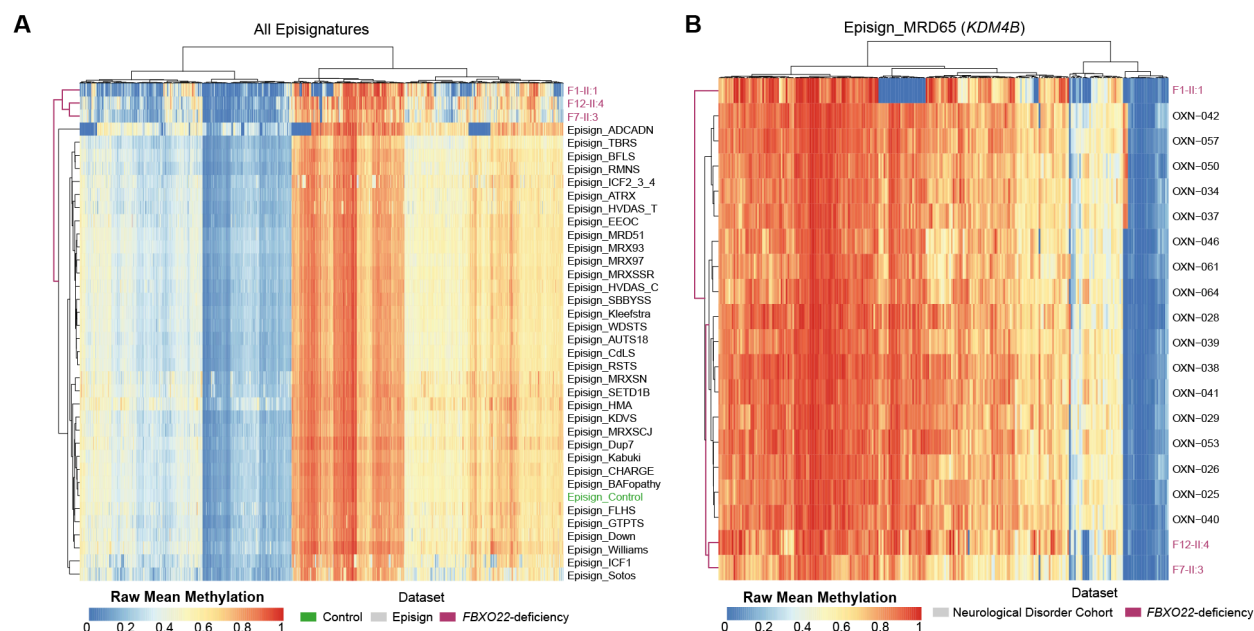 A
All Episignatures
F1-II:1
F12-II:4
F7-II:3
Episign_ADCADN
Episign_TBRS
Episign_BFLS
Episign_RMNS
Episign_ICF2_3_4
Episign_ATRX
Episign_HVDAS_T
Episign_EEOC
Episign_MRD51
Episign_MRX93
Episign_MRX97
Episign_MRXSSR
Episign_HVDAS_C
Episign_SBBYSS
Episign_Kleefstra
Episign_WDSTS
Episign_AUTS18
Episign_CdLS
Episign_RSTS
Episign_MRXSN
Episign_SETD1B
Episign_HMA
Episign_KDVS
Episign_MRXSCJ
Episign_Dup7
Episign_Kabuki
Episign_CHARGE
Episign_BAFopathy
Episign_Control
Episign_FLHS
Episign_GTPTS
Episign_Down
Episign_Williams
Episign_ICF1
Episign_Sotos
Raw Mean Methylation
0 0.2 0.4 0.6 0.8 1
Dataset
Control Episign FBXO22-deficiency
B
Episign_MRD65 (KDM4B)
F1-II:1
OXN-042
OXN-057
OXN-050
OXN-034
OXN-037
OXN-046
OXN-061
OXN-064
OXN-028
OXN-039
OXN-038
OXN-041
OXN-029
OXN-053
OXN-026
OXN-025
OXN-040
F12-II:4
F7-II:3
Raw Mean Methylation
0 0.2 0.4 0.6 0.8 1
Dataset
Neurological Disorder Cohort FBXO22-deficiency